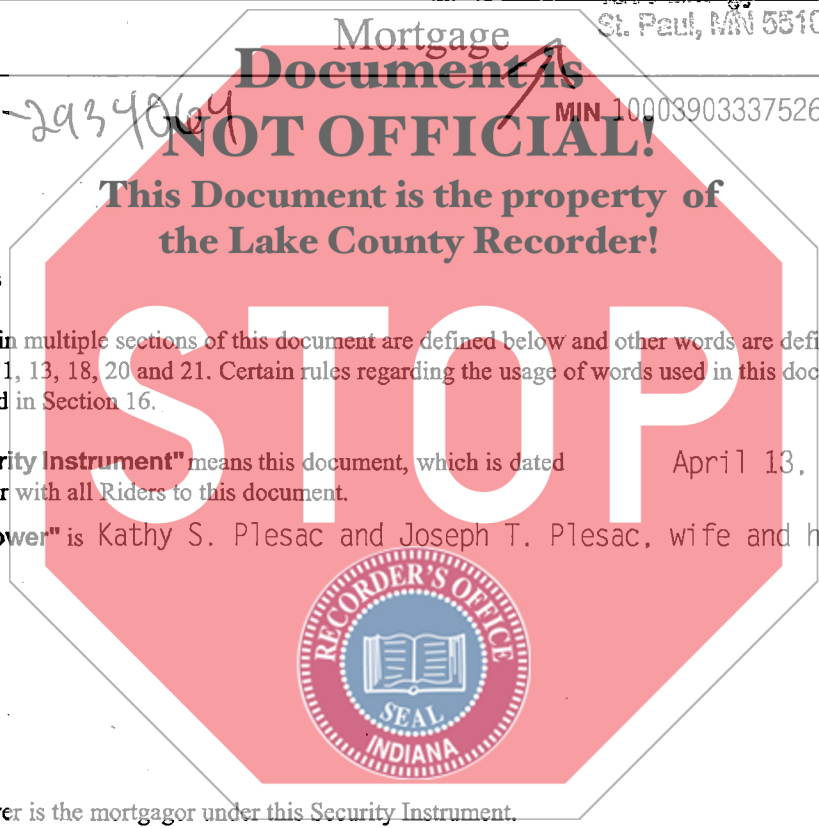 St. Paul, MN 5510
Mortgage
Document is
-2934064
MIN 10003903337526
NOT OFFICIAL!
This Document is the property of
the Lake County Recorder!
in multiple sections of this document are defined below and other words are defi
1, 13, 18, 20 and 21. Certain rules regarding the usage of words used in this doc
d in Section 16.
STOP
rity Instrument" means this document, which is dated April 13,
r with all Riders to this document.
ower" is Kathy S. Plesac and Joseph T. Plesac, wife and h
RECORDER'S OFFICE
SEAL
INDIANA
er is the mortgagor under this Security Instrument.